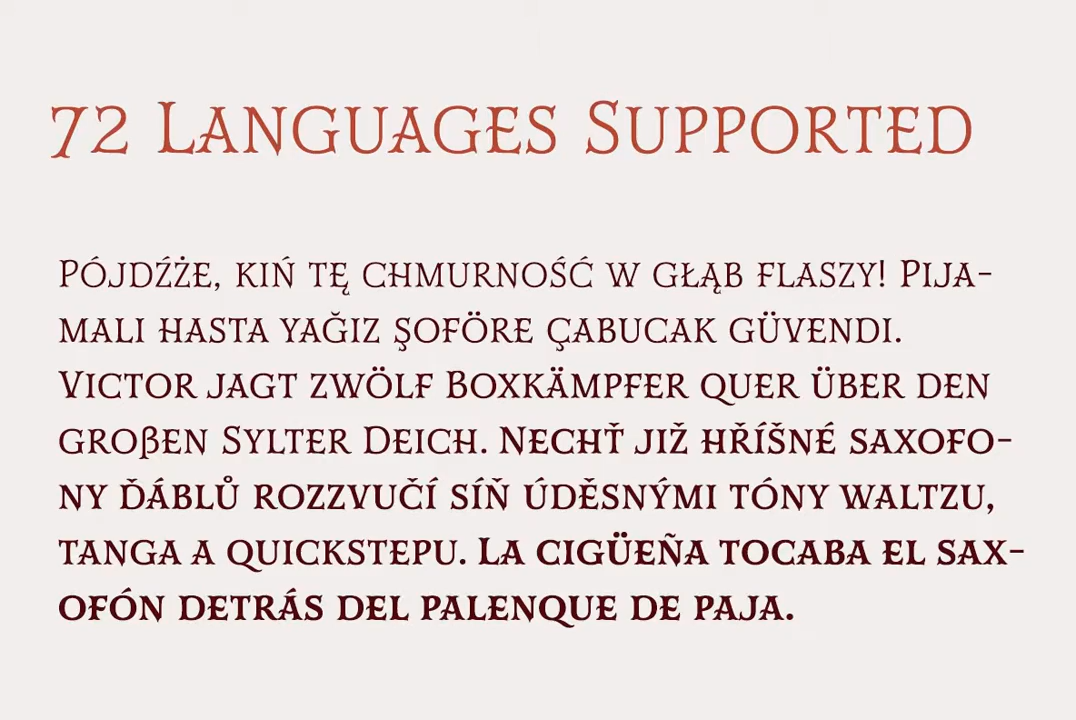 72 Languages Supported
Pójdźże, kiń tę chmurność w głąb flaszy! Pija-
mali hasta yağız şoföre çabucak güvendi.
Victor jagt zwölf Boxkämpfer quer über den
großen Sylter Deich. Nechť již hříšné saxofo-
ny ďáblů rozzvučí síň úděsnými tóny waltzu,
tanga a quickstepu. La cigüeña tocaba el sax-
ofón detrás del palenque de paja.